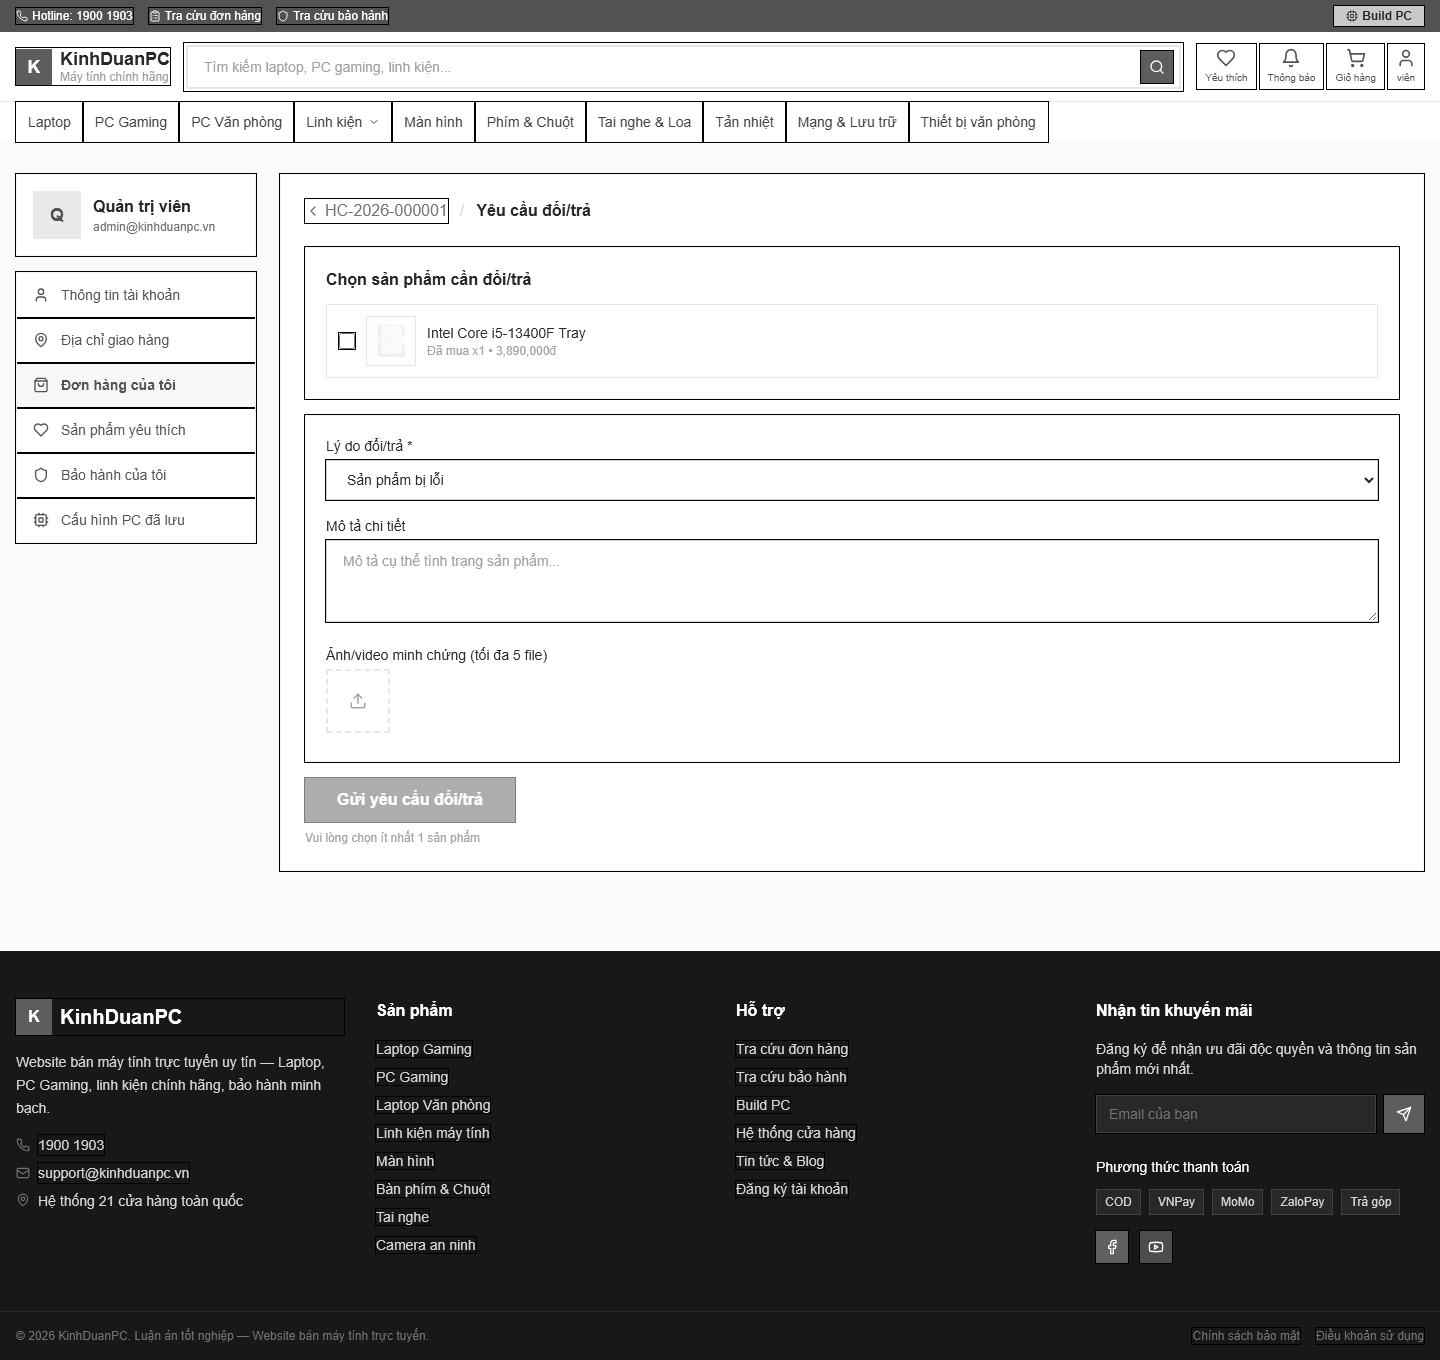 Hotline: 1900 1903
Tra cứu đơn hàng
Tra cứu bảo hành
Build PC
K
KinhDuanPC
Máy tính chính hãng
Tìm kiếm laptop, PC gaming, linh kiện...
Yêu thích
Thông báo
Giỏ hàng
viên
Laptop
PC Gaming
PC Văn phòng
Linh kiện
Màn hình
Phím & Chuột
Tai nghe & Loa
Tản nhiệt
Mạng & Lưu trữ
Thiết bị văn phòng
Q
Quản trị viên
admin@kinhduanpc.vn
Thông tin tài khoản
Địa chỉ giao hàng
Đơn hàng của tôi
Sản phẩm yêu thích
Bảo hành của tôi
Cấu hình PC đã lưu
HC-2026-000001 / Yêu cầu đổi/trả
Chọn sản phẩm cần đổi/trả
Intel Core i5-13400F Tray
Đã mua x1 • 3,890,000đ
Lý do đổi/trả *
Sản phẩm bị lỗi
Mô tả chi tiết
Mô tả cụ thể tình trạng sản phẩm...
Ảnh/video minh chứng (tối đa 5 file)
Gửi yêu cầu đổi/trả
Vui lòng chọn ít nhất 1 sản phẩm
K
KinhDuanPC
Website bán máy tính trực tuyến uy tín — Laptop,
PC Gaming, linh kiện chính hãng, bảo hành minh
bạch.
1900 1903
support@kinhduanpc.vn
Hệ thống 21 cửa hàng toàn quốc
Sản phẩm
Laptop Gaming
PC Gaming
Laptop Văn phòng
Linh kiện máy tính
Màn hình
Bàn phím & Chuột
Tai nghe
Camera an ninh
Hỗ trợ
Tra cứu đơn hàng
Tra cứu bảo hành
Build PC
Hệ thống cửa hàng
Tin tức & Blog
Đăng ký tài khoản
Nhận tin khuyến mãi
Đăng ký để nhận ưu đãi độc quyền và thông tin sản
phẩm mới nhất.
Email của bạn
Phương thức thanh toán
COD
VNPay
MoMo
ZaloPay
Trả góp
© 2026 KinhDuanPC. Luận án tốt nghiệp — Website bán máy tính trực tuyến.
Chính sách bảo mật
Điều khoản sử dụng